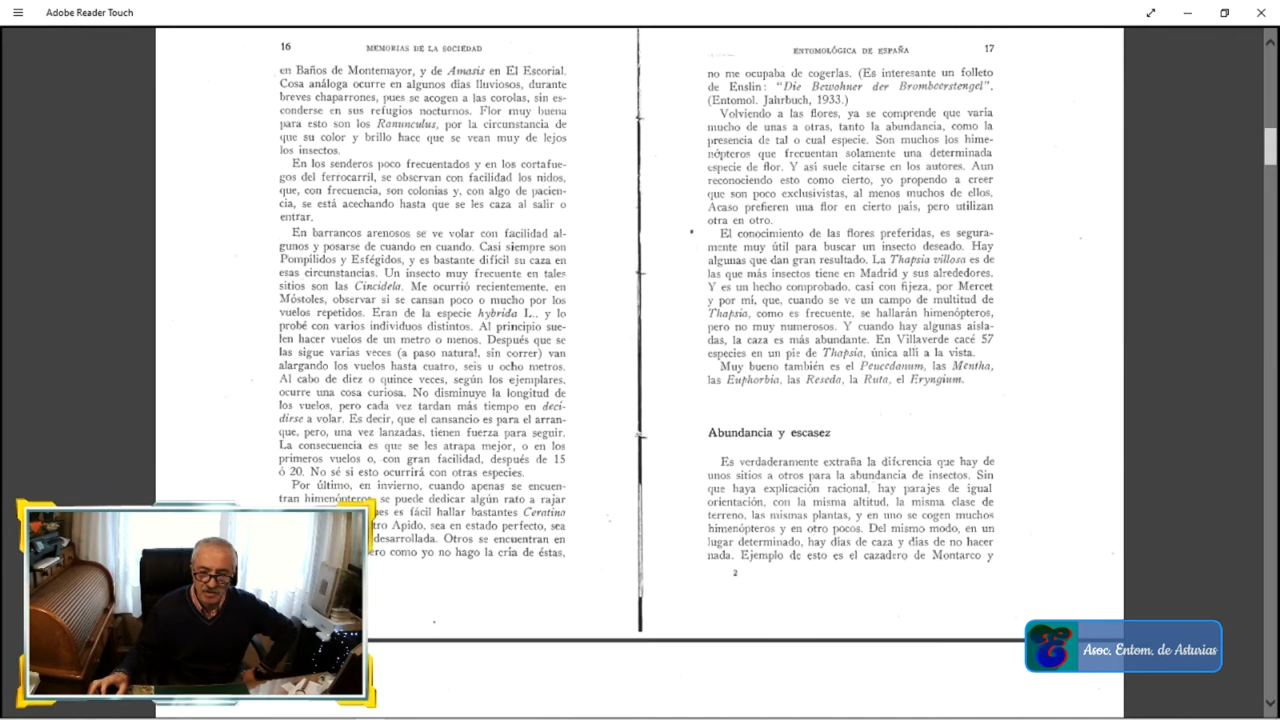 Adobe Reader Touch
16 MEMORIAS DE LA SOCIEDAD
en Baños de Montemayor, y de Amasis en El Escorial.
Cosa análoga ocurre en algunos días lluviosos, durante
breves chaparrones, pues se acogen a las corolas, sin es-
conderse en sus refugios nocturnos. Flor muy buena
para esto son los Ranunculus, por la circunstancia de
que su color y brillo hace que se vean muy de lejos
los insectos.
En los senderos poco frecuentados y en los cortafue-
gos del ferrocarril, se observan con facilidad los nidos,
que, con frecuencia, son colonias y, con algo de pacien-
cia, se está acechando hasta que se les caza al salir o
entrar.
En barrancos arenosos se ve volar con facilidad al-
gunos y posarse de cuando en cuando. Casi siempre son
Pompílidos y Esfégidos, y es bastante difícil su caza en
esas circunstancias. Un insecto muy frecuente en tales
sitios son las Cincidela. Me ocurrió recientemente, en
Móstoles, observar si se cansan poco o mucho por los
vuelos repetidos. Eran de la especie hybrida L., y lo
probé con varios individuos distintos. Al principio sue-
len hacer vuelos de un metro o menos. Después que se
las sigue varias veces (a paso natural, sin correr) van
alargando los vuelos hasta cuatro, seis u ocho metros.
Al cabo de diez o quince veces, según los ejemplares,
ocurre una cosa curiosa. No disminuye la longitud de
los vuelos, pero cada vez tardan más tiempo en deci-
dirse a volar. Es decir, que el cansancio es para el arran-
que, pero, una vez lanzadas, tienen fuerza para seguir.
La consecuencia es que se les atrapa mejor, o en los
primeros vuelos o, con gran facilidad, después de 15
ó 20. No sé si esto ocurrirá con otras especies.
Por último, en invierno, cuando apenas se encuen-
tran himenópteros, se puede dedicar algún rato a rajar
es es fácil hallar bastantes Ceratina
tro Apido, sea en estado perfecto, sea
desarrollada. Otros se encuentran en
ero como yo no hago la cría de éstas,
ENTOMOLÓGICA DE ESPAÑA 17
no me ocupaba de cogerlas. (Es interesante un folleto
de Enslin: "Die Bewohner der Brombeerstengel".
(Entomol. Jahrbuch, 1933.)
Volviendo a las flores, ya se comprende que varía
mucho de unas a otras, tanto la abundancia, como la
presencia de tal o cual especie. Son muchos los hime-
nópteros que frecuentan solamente una determinada
especie de flor. Y así suele citarse en los autores. Aun
reconociendo esto como cierto, yo propendo a creer
que son poco exclusivistas, al menos muchos de ellos.
Acaso prefieren una flor en cierto país, pero utilizan
otra en otro.
El conocimiento de las flores preferidas, es segura-
mente muy útil para buscar un insecto deseado. Hay
algunas que dan gran resultado. La Thapsia villosa es de
las que más insectos tiene en Madrid y sus alrededores.
Y es un hecho comprobado, casi con fijeza, por Mercet
y por mí, que, cuando se ve un campo de multitud de
Thapsia, como es frecuente, se hallarán himenópteros,
pero no muy numerosos. Y cuando hay algunas aisla-
das, la caza es más abundante. En Villaverde cacé 57
especies en un pie de Thapsia, única allí a la vista.
Muy bueno también es el Peucedanum, las Mentha,
las Euphorbia, las Reseda, la Ruta, el Eryngium.
Abundancia y escasez
Es verdaderamente extraña la diferencia que hay de
unos sitios a otros para la abundancia de insectos. Sin
que haya explicación racional, hay parajes de igual
orientación, con la misma altitud, la misma clase de
terreno, las mismas plantas, y en uno se cogen muchos
himenópteros y en otro pocos. Del mismo modo, en un
lugar determinado, hay días de caza y días de no hacer
nada. Ejemplo de esto es el cazadero de Montarco y
2
Asoc. Entom. de Asturias